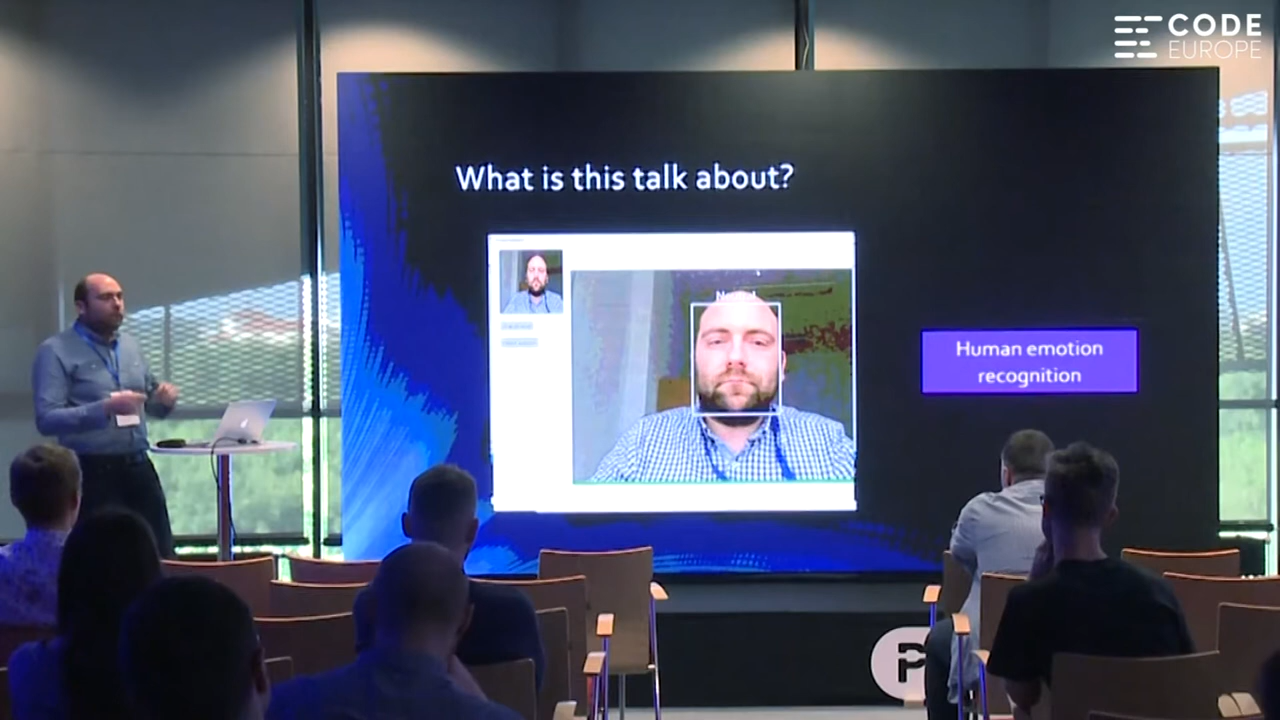 CODE
EUROPE
What is this talk about?
Human emotion
recognition
P